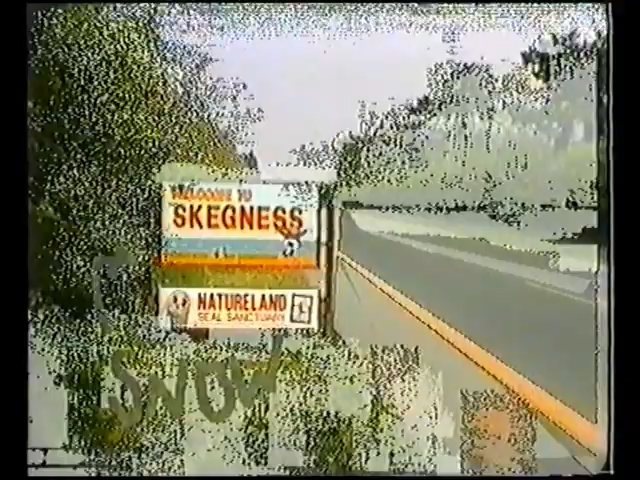 WELCOME TO
SKEGNESS
NATURELAND
SEAL SANCTUARY
SNOW